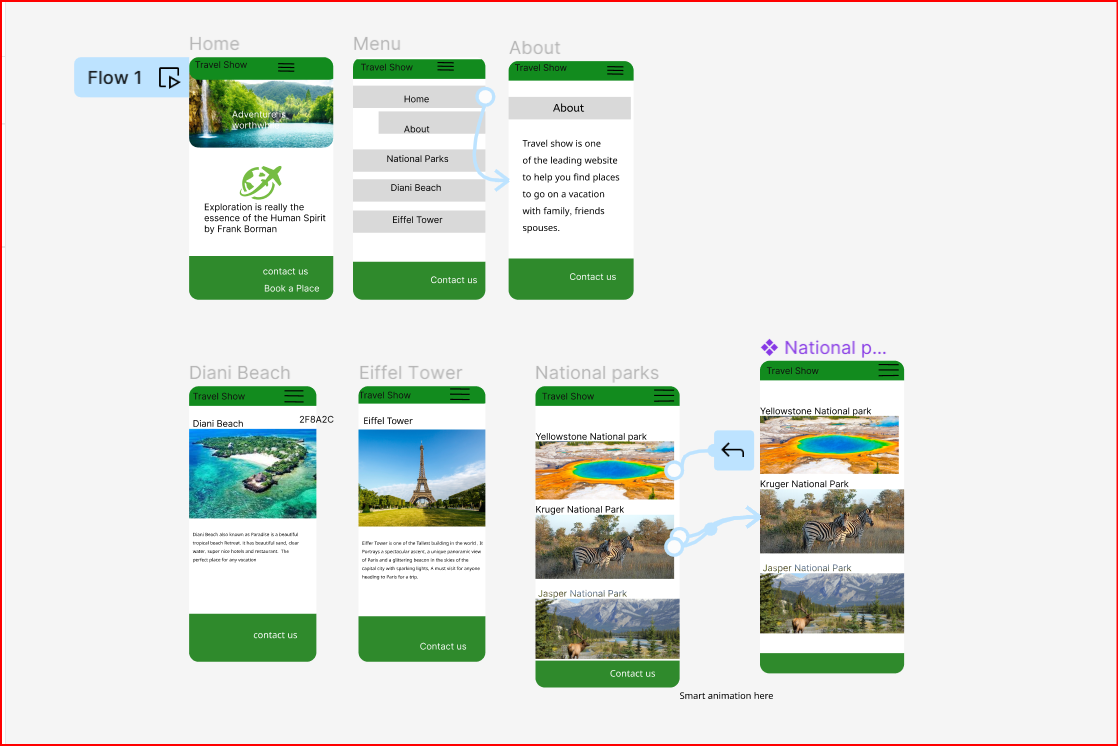 Home
Menu
About
Flow 1
Travel Show
Adventure is
worthwh
Exploration is really the
essence of the Human Spirit
by Frank Borman
contact us
Book a Place
Travel Show
Home
About
National Parks
Diani Beach
Eiffel Tower
Contact us
Travel Show
About
Travel show is one
of the leading website
to help you find places
to go on a vacation
with family, friends
spouses.
Contact us
Diani Beach
Travel Show
2F8A2C
Diani Beach
Diani Beach also known as Paradise is a beautiful
tropical beach Retreat, it has beautiful sand, clear
water, super nice hotels and restaurant. The
perfect place for any vacation
contact us
Eiffel Tower
Travel Show
Eiffel Tower
Eiffer Tower is one of the Tallest building in the world . It
Portrays a spectacular ascent, a unique panoramic view
of Paris and a glittering beacon in the sides of the
capital city with sparkling lights, A must visit for anyone
heading to Paris for a trip.
Contact us
National parks
Travel Show
Yellowstone National park
Kruger National Park
Jasper National Park
Contact us
Smart animation here
National p...
Travel Show
Yellowstone National park
Kruger National Park
Jasper National Park